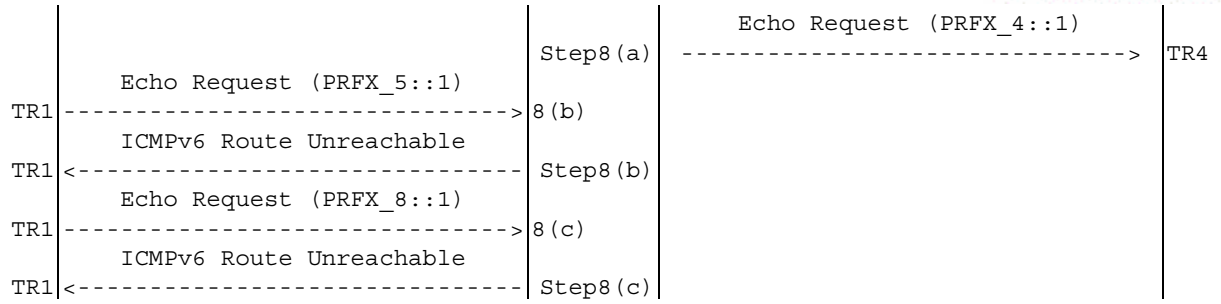 Echo Request (PRFX_4::1)
Step8(a) -------------------------------> TR4
Echo Request (PRFX_5::1)
TR1 -------------------------------> 8(b)
ICMPv6 Route Unreachable
TR1 <------------------------------- Step8(b)
Echo Request (PRFX_8::1)
TR1 -------------------------------> 8(c)
ICMPv6 Route Unreachable
TR1 <------------------------------- Step8(c)